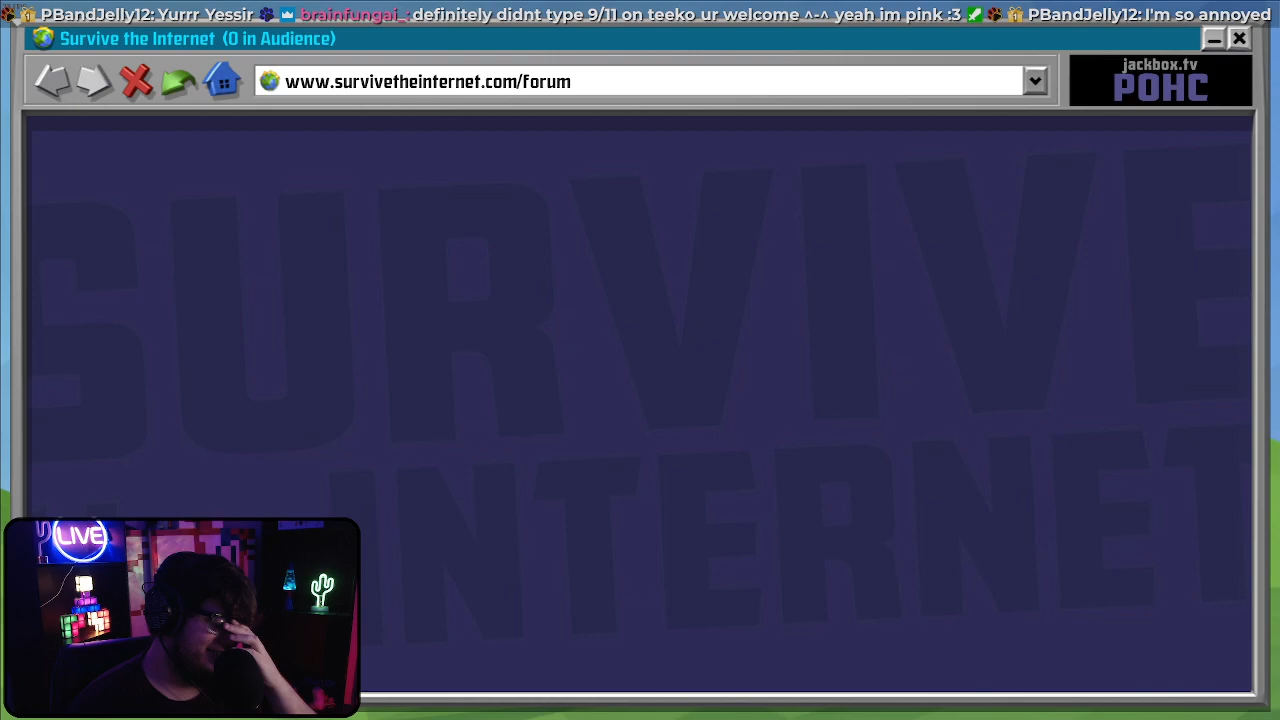 PBandJelly12: Yurrr Yessir brainfungai_: definitely didnt type 9/11 on teeko ur welcome ^-^ yeah im pink :3 PBandJelly12: I'm so annoyed
Survive the Internet (0 in Audience)
www.survivetheinternet.com/forum
jackbox.tv
POHC
SURVIVE
INTERNET
LIVE